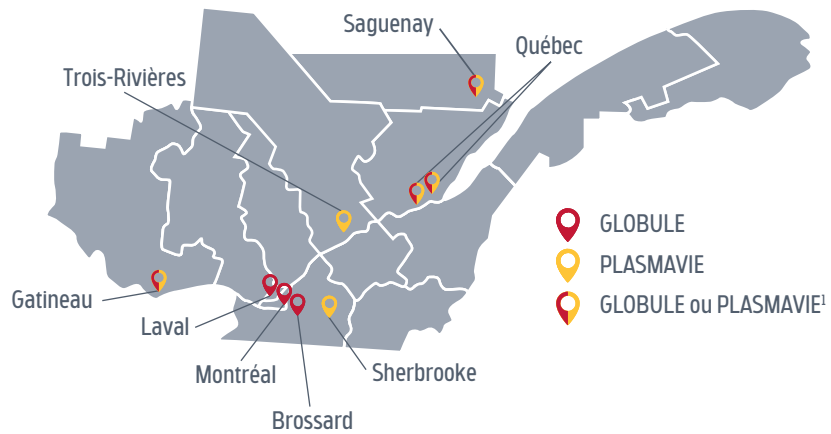 Saguenay
Québec
Trois-Rivières
GLOBULE
PLASMAVIE
GLOBULE ou PLASMAVIE¹
Gatineau
Laval
Montréal
Sherbrooke
Brossard